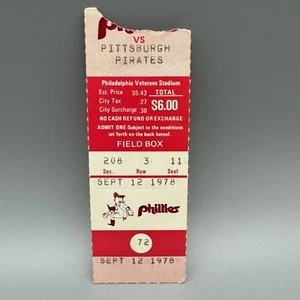 Phillies
VS
PITTSBURGH
PIRATES
Philadelphia Veterans Stadium
Est. Price $5.43 TOTAL
City Tax .27 $6.00
City Surcharge .30
NO CASH REFUND OR EXCHANGE
ADMIT ONE-Subject to the conditions
set forth on the back hereof.
FIELD BOX
208 3 11
Sec. Row Seat
SEPT 12 1978
phillies
72
SEPT 12 1978